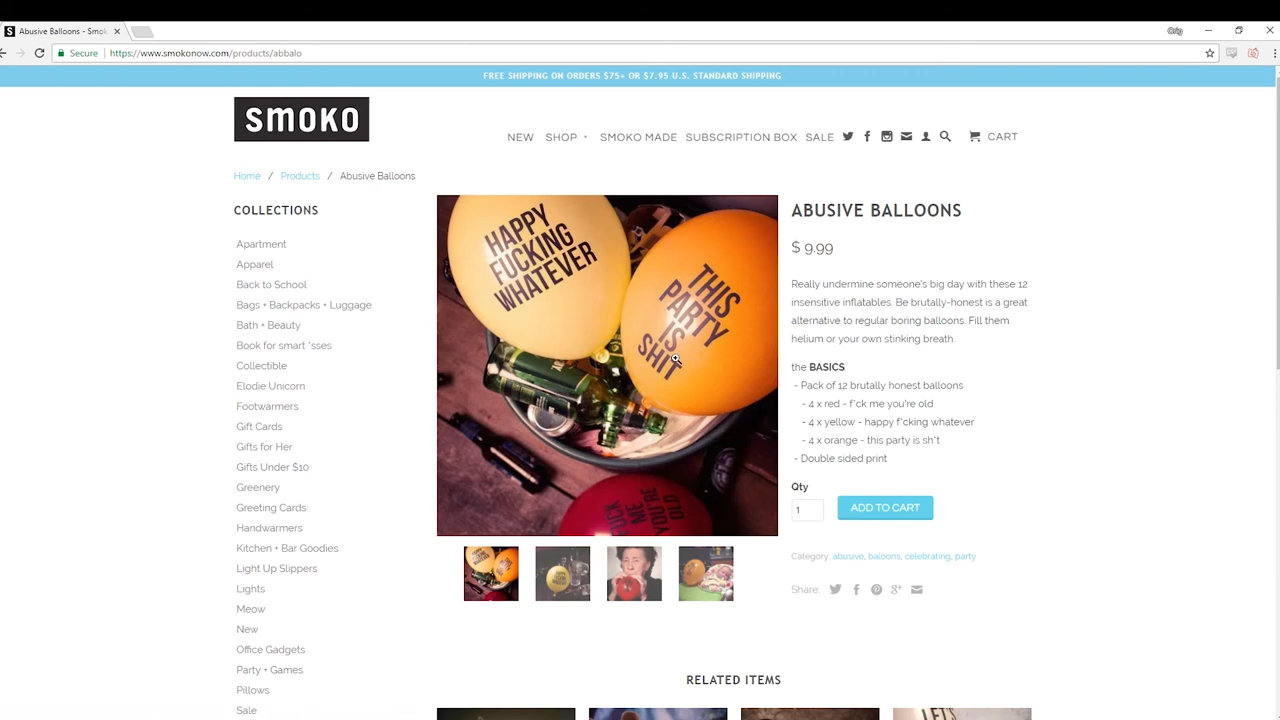 Abusive Balloons - Smok
Orig
Secure
https://www.smokonow.com/products/abbalo
FREE SHIPPING ON ORDERS $75+ OR $7.95 U.S. STANDARD SHIPPING
SMOKO
NEW SHOP SMOKO MADE SUBSCRIPTION BOX SALE CART
Home / Products / Abusive Balloons
COLLECTIONS
Apartment
Apparel
Back to School
Bags + Backpacks + Luggage
Bath + Beauty
Book for smart *sses
Collectible
Elodie Unicorn
Footwarmers
Gift Cards
Gifts for Her
Gifts Under $10
Greenery
Greeting Cards
Handwarmers
Kitchen + Bar Goodies
Light Up Slippers
Lights
Meow
New
Office Gadgets
Party + Games
Pillows
Sale
HAPPY
FUCKING
WHATEVER
THIS
PARTY
IS
SHIT
FUCK
ME
YOU'RE
OLD
ABUSIVE BALLOONS
$ 9.99
Really undermine someone's big day with these 12
insensitive inflatables. Be brutally-honest is a great
alternative to regular boring balloons. Fill them
helium or your own stinking breath.
the BASICS
- Pack of 12 brutally honest balloons
- 4 x red - f*ck me you're old
- 4 x yellow - happy f*cking whatever
- 4 x orange - this party is sh*t
- Double sided print
Qty
1
ADD TO CART
Category: abusive, baloons, celebrating, party
Share:
RELATED ITEMS
LET'S